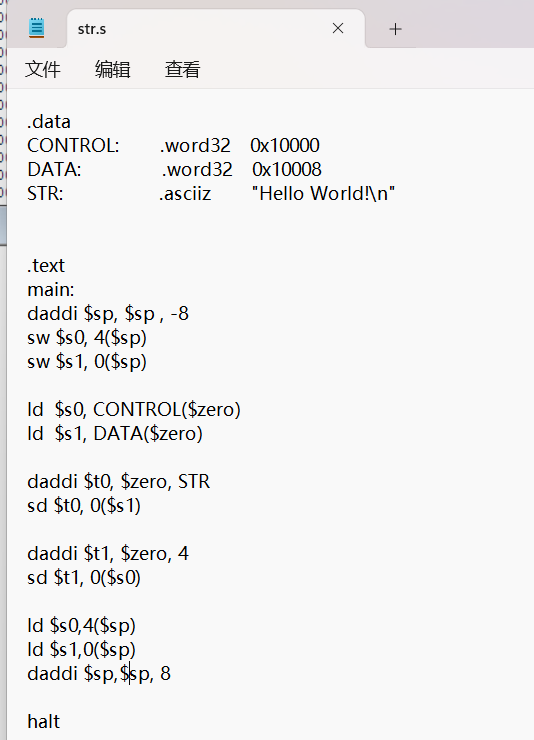 str.s
文件 编辑 查看
.data
CONTROL: .word32 0x10000
DATA: .word32 0x10008
STR: .asciiz "Hello World!\n"
.text
main:
daddi $sp, $sp , -8
sw $s0, 4($sp)
sw $s1, 0($sp)
ld $s0, CONTROL($zero)
ld $s1, DATA($zero)
daddi $t0, $zero, STR
sd $t0, 0($s1)
daddi $t1, $zero, 4
sd $t1, 0($s0)
ld $s0,4($sp)
ld $s1,0($sp)
daddi $sp,$sp, 8
halt